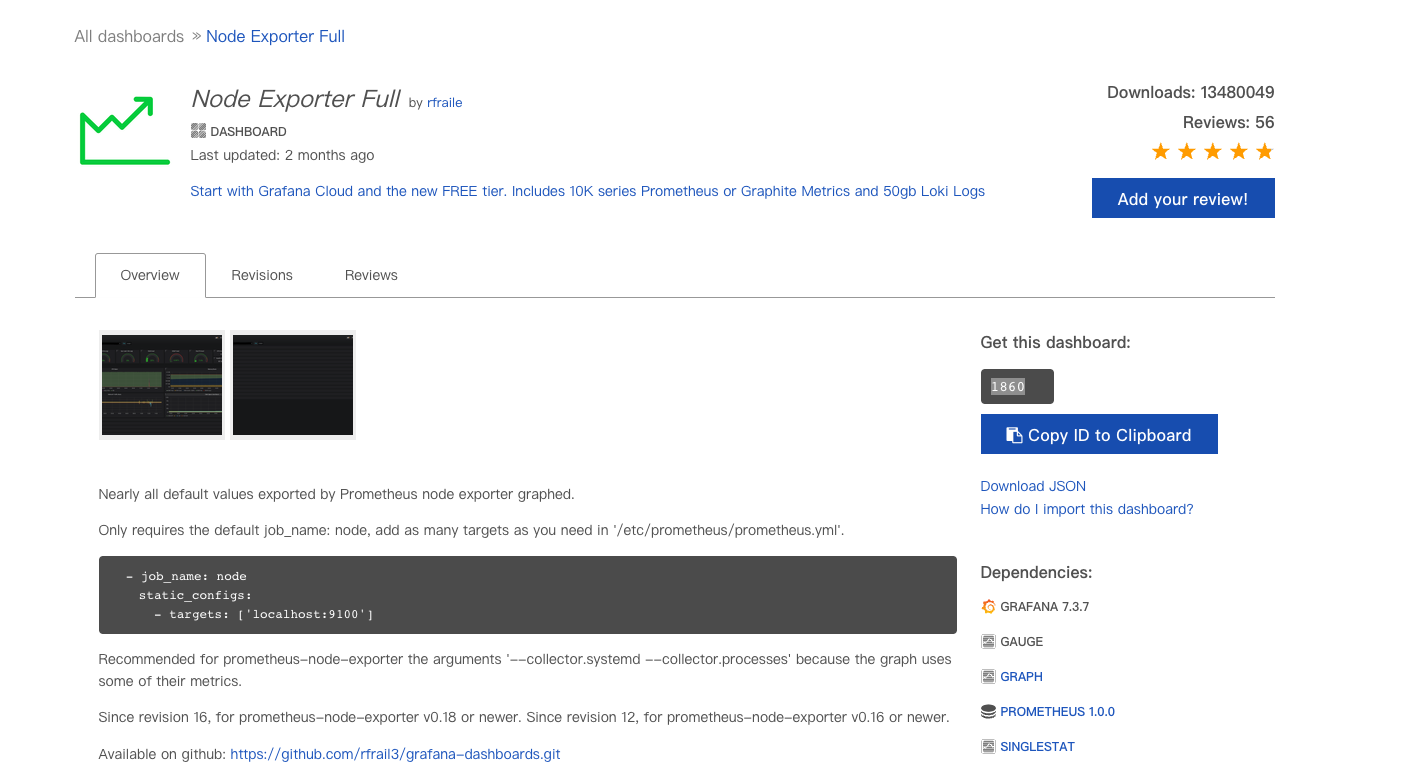 All dashboards » Node Exporter Full
Node Exporter Full by rfraile
DASHBOARD
Last updated: 2 months ago
Start with Grafana Cloud and the new FREE tier. Includes 10K series Prometheus or Graphite Metrics and 50gb Loki Logs
Downloads: 13480049
Reviews: 56
Add your review!
Overview
Revisions
Reviews
Nearly all default values exported by Prometheus node exporter graphed.
Only requires the default job_name: node, add as many targets as you need in '/etc/prometheus/prometheus.yml'.
- job_name: node
static_configs:
- targets: ['localhost:9100']
Recommended for prometheus-node-exporter the arguments '--collector.systemd --collector.processes' because the graph uses
some of their metrics.
Since revision 16, for prometheus-node-exporter v0.18 or newer. Since revision 12, for prometheus-node-exporter v0.16 or newer.
Available on github: https://github.com/rfrail3/grafana-dashboards.git
Get this dashboard:
1860
Copy ID to Clipboard
Download JSON
How do I import this dashboard?
Dependencies:
GRAFANA 7.3.7
GAUGE
GRAPH
PROMETHEUS 1.0.0
SINGLESTAT